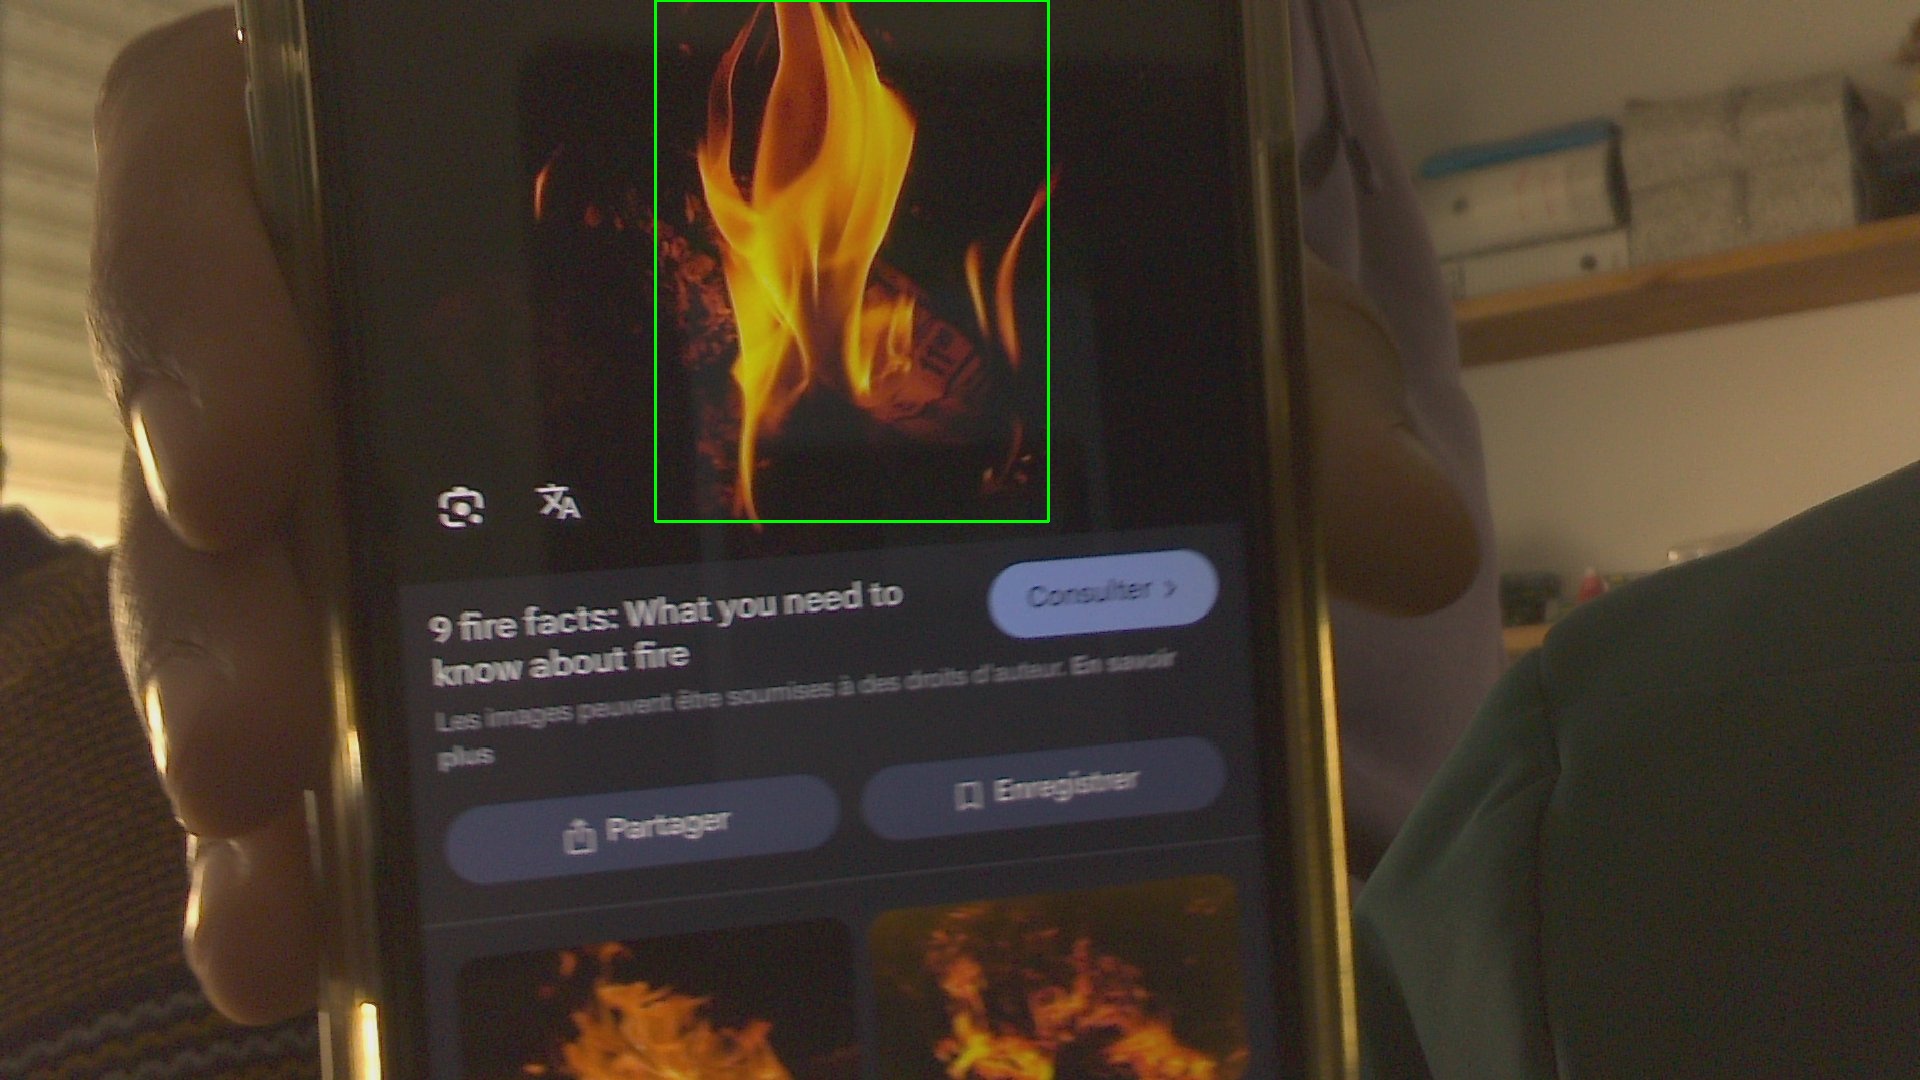 9 fire facts: What you need to
know about fire
Consulter
Les images peuvent être soumises à des droits d'auteur. En savoir
plus
Partager
Enregistrer